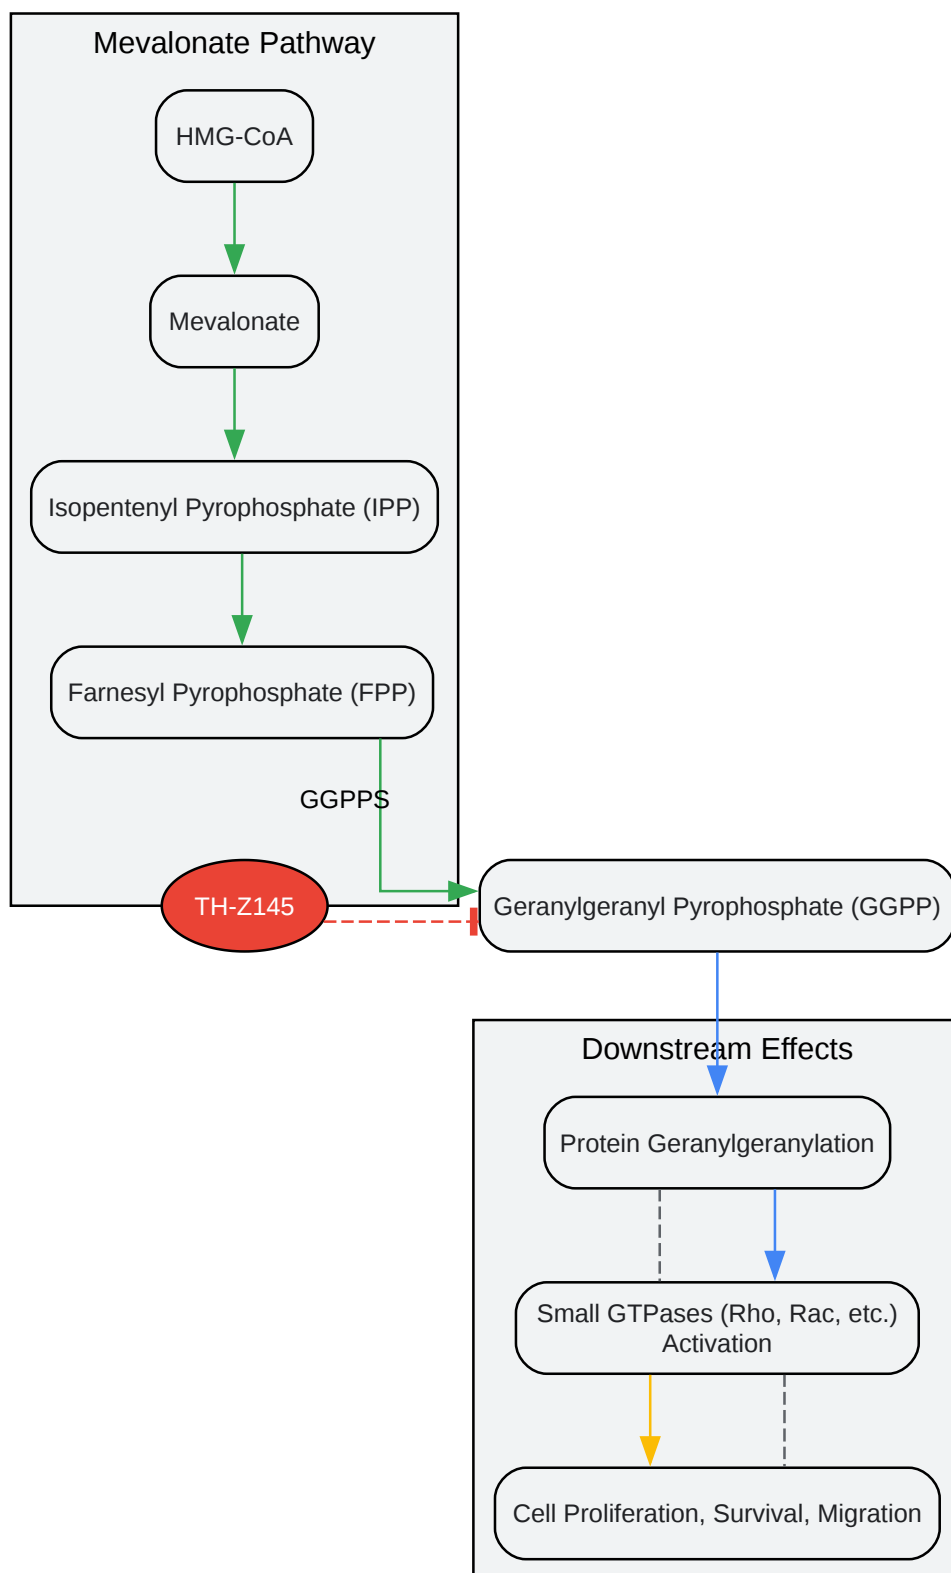 Mevalonate Pathway
HMG-CoA
Mevalonate
Isopentenyl Pyrophosphate (IPP)
Farnesyl Pyrophosphate (FPP)
GGPPS
TH-Z145
Geranylgeranyl Pyrophosphate (GGPP)
Downstream Effects
Protein Geranylgeranylation
Small GTPases (Rho, Rac, etc.)
Activation
Cell Proliferation, Survival, Migration